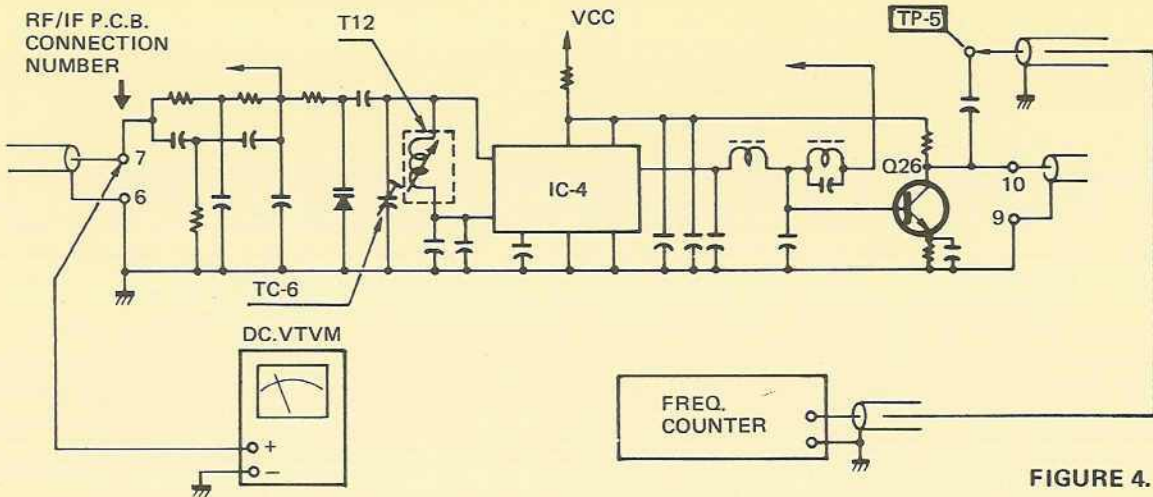 RF/IF P.C.B.
CONNECTION
NUMBER
T12
VCC
TP-5
7
6
IC-4
Q26
10
9
TC-6
DC.VTVM
+
−
FREQ.
COUNTER
FIGURE 4.